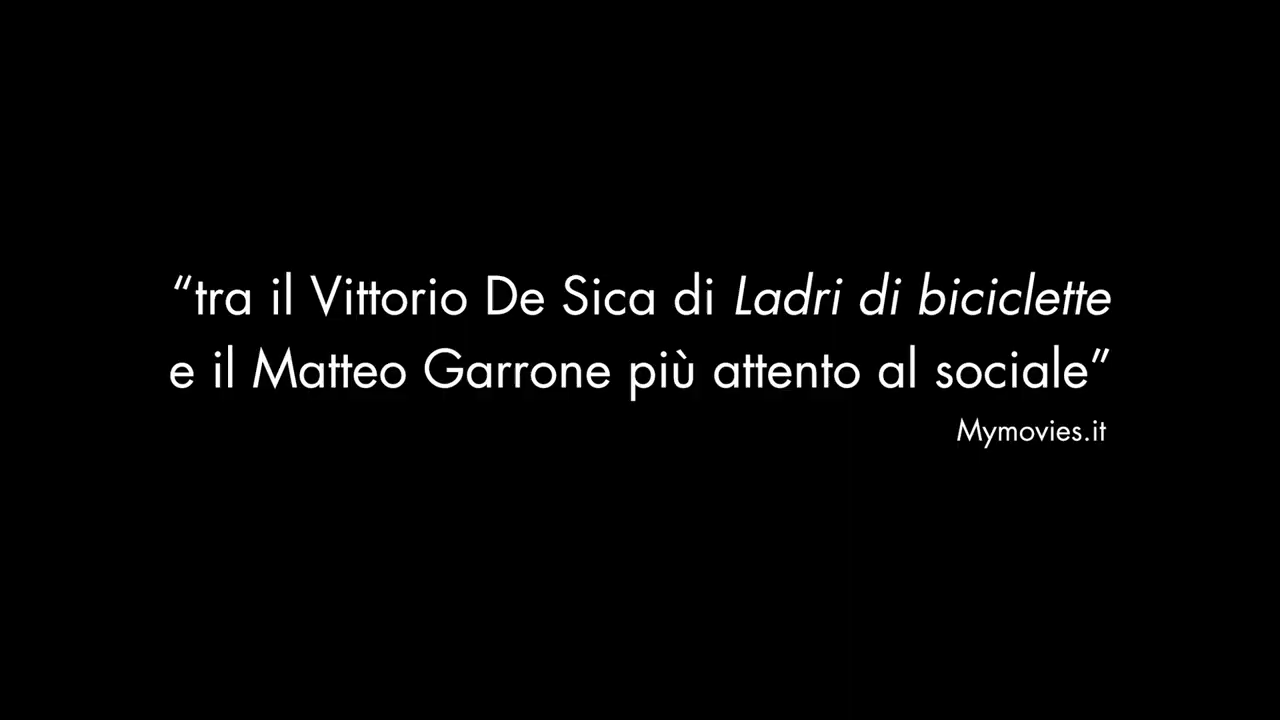 “tra il Vittorio De Sica di Ladri di biciclette
e il Matteo Garrone più attento al sociale”
Mymovies.it